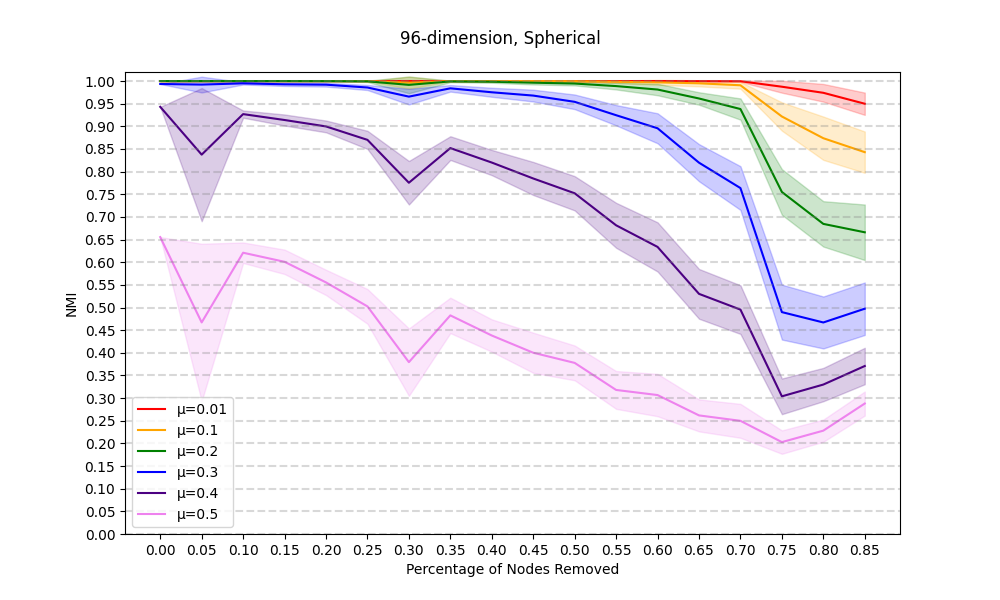 96-dimension, Spherical
NMI
1.00
0.95
0.90
0.85
0.80
0.75
0.70
0.65
0.60
0.55
0.50
0.45
0.40
0.35
0.30
0.25
0.20
0.15
0.10
0.05
0.00
μ=0.01
μ=0.1
μ=0.2
μ=0.3
μ=0.4
μ=0.5
0.00 0.05 0.10 0.15 0.20 0.25 0.30 0.35 0.40 0.45 0.50 0.55 0.60 0.65 0.70 0.75 0.80 0.85
Percentage of Nodes Removed